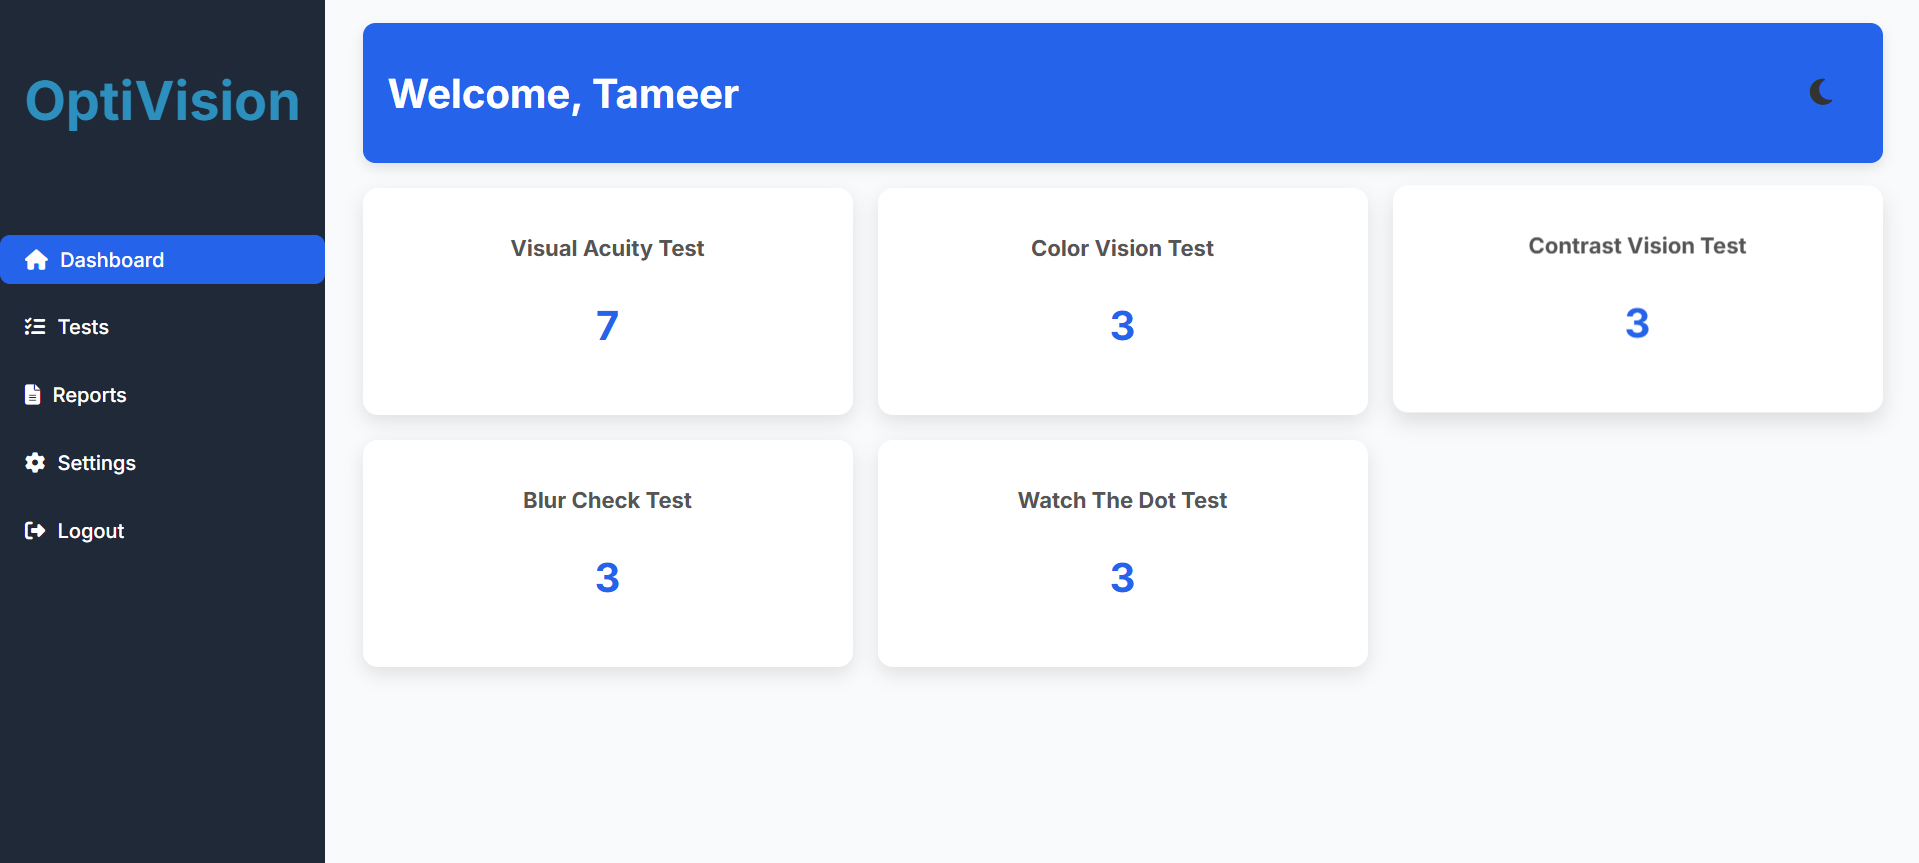 OptiVision
Dashboard
Tests
Reports
Settings
Logout
Welcome, Tameer
Visual Acuity Test
7
Color Vision Test
3
Contrast Vision Test
3
Blur Check Test
3
Watch The Dot Test
3